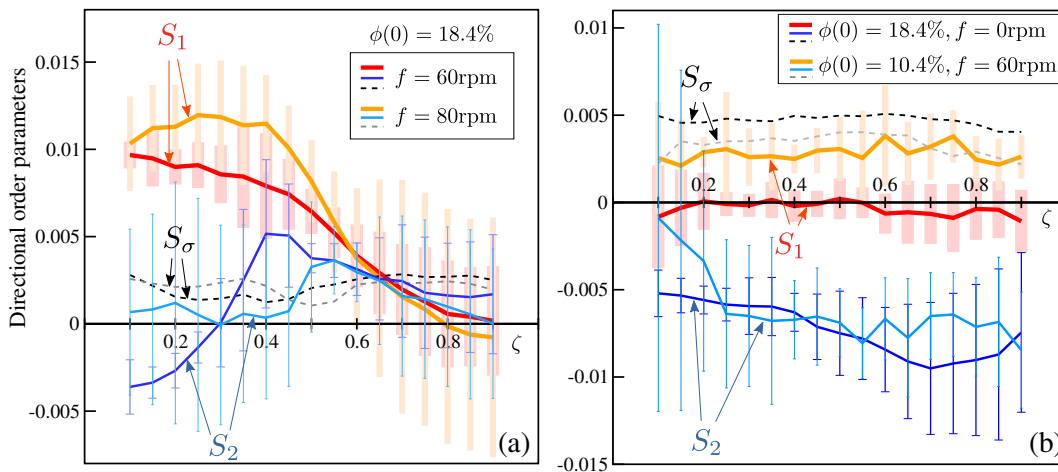 Directional order parameters
0.015
0.01
0.005
0
-0.005
0.2
0.4
0.6
0.8
ζ
S₁
S_σ
S₂
ϕ(0) = 18.4%
f = 60rpm
f = 80rpm
(a)
0.01
0.005
0
-0.005
-0.01
-0.015
0.2
0.4
0.6
0.8
ζ
ϕ(0) = 18.4%, f = 0rpm
ϕ(0) = 10.4%, f = 60rpm
S_σ
S₁
S₂
(b)